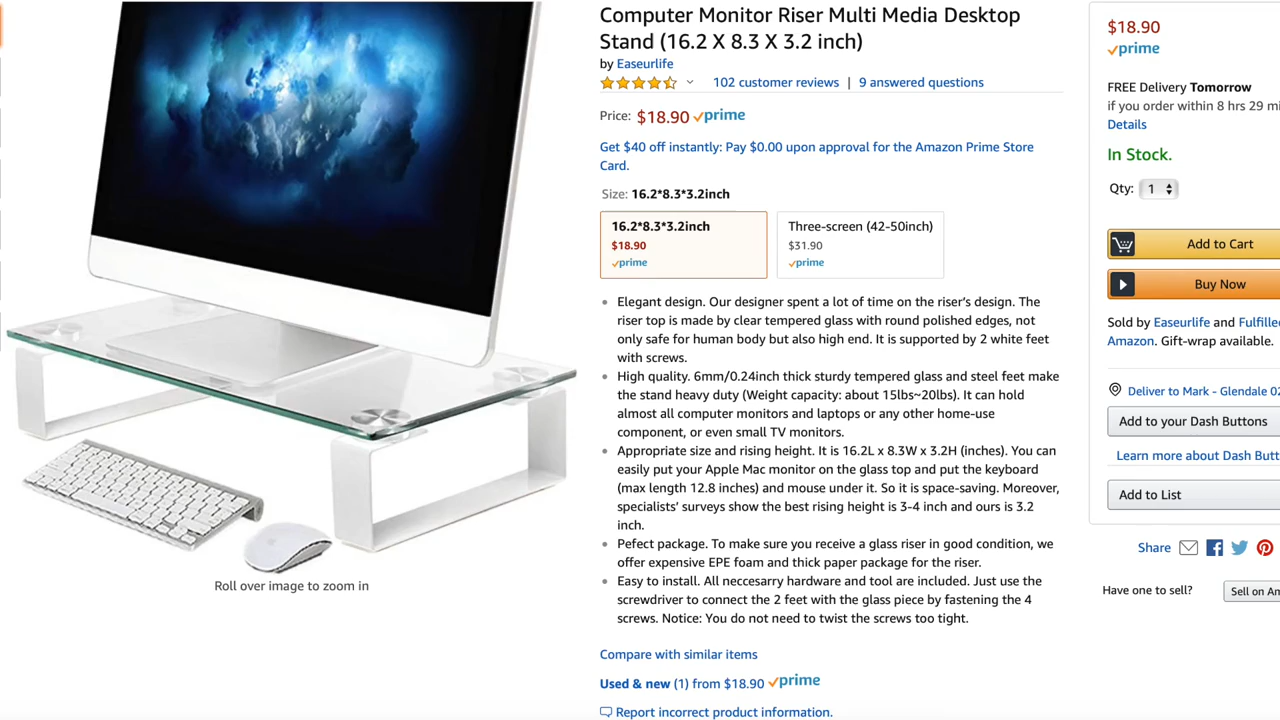 Computer Monitor Riser Multi Media Desktop
Stand (16.2 X 8.3 X 3.2 inch)
by Easeurlife
102 customer reviews | 9 answered questions
Price: $18.90 prime
Get $40 off instantly: Pay $0.00 upon approval for the Amazon Prime Store
Card.
Size: 16.2*8.3*3.2inch
16.2*8.3*3.2inch
$18.90
prime
Three-screen (42-50inch)
$31.90
prime
Elegant design. Our designer spent a lot of time on the riser's design. The
riser top is made by clear tempered glass with round polished edges, not
only safe for human body but also high end. It is supported by 2 white feet
with screws.
High quality. 6mm/0.24inch thick sturdy tempered glass and steel feet make
the stand heavy duty (Weight capacity: about 15lbs~20lbs). It can hold
almost all computer monitors and laptops or any other home-use
component, or even small TV monitors.
Appropriate size and rising height. It is 16.2L x 8.3W x 3.2H (inches). You can
easily put your Apple Mac monitor on the glass top and put the keyboard
(max length 12.8 inches) and mouse under it. So it is space-saving. Moreover,
specialists' surveys show the best rising height is 3-4 inch and ours is 3.2
inch.
Pefect package. To make sure you receive a glass riser in good condition, we
offer expensive EPE foam and thick paper package for the riser.
Easy to install. All neccesarry hardware and tool are included. Just use the
screwdriver to connect the 2 feet with the glass piece by fastening the 4
screws. Notice: You do not need to twist the screws too tight.
Compare with similar items
Used & new (1) from $18.90 prime
Report incorrect product information.
Roll over image to zoom in
$18.90
prime
FREE Delivery Tomorrow
if you order within 8 hrs 29 mi
Details
In Stock.
Qty: 1
Add to Cart
Buy Now
Sold by Easeurlife and Fulfille
Amazon. Gift-wrap available.
Deliver to Mark - Glendale 02
Add to your Dash Buttons
Learn more about Dash Butt
Add to List
Share
Have one to sell?
Sell on Am